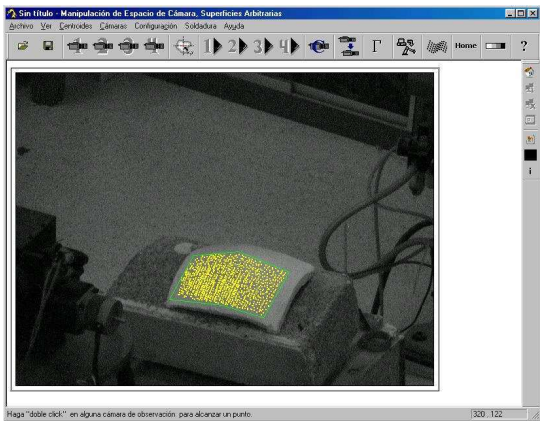 Sin título - Manipulación de Espacio de Cámara, Superficies Arbitrarias
Archivo Ver Centroides Cámaras Configuración Soldadura Ayuda
1 2 3 4 Γ Home ?
i
Haga "doble click" en alguna cámara de observación para alcanzar un punto.
320 , 122